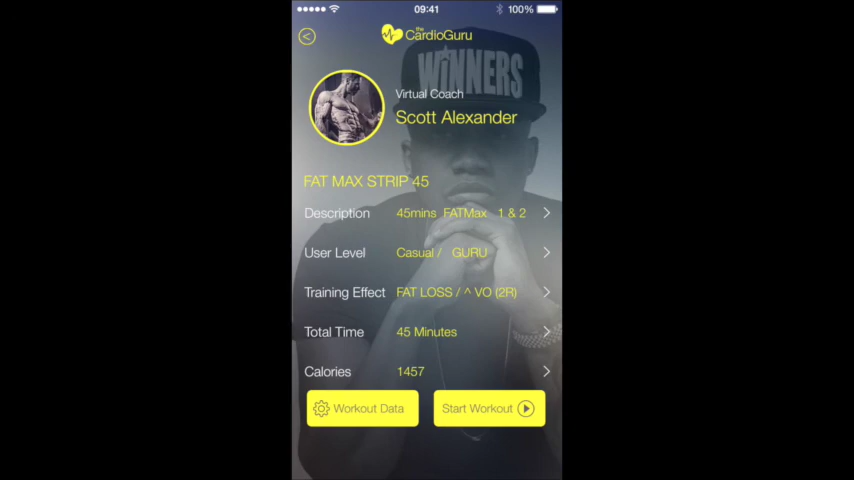 09:41
100%
the
CardioGuru
WINNERS
Virtual Coach
Scott Alexander
FAT MAX STRIP 45
Description 45mins FATMax 1 & 2
User Level Casual / GURU
Training Effect FAT LOSS / ^ VO (2R)
Total Time 45 Minutes
Calories 1457
Workout Data Start Workout